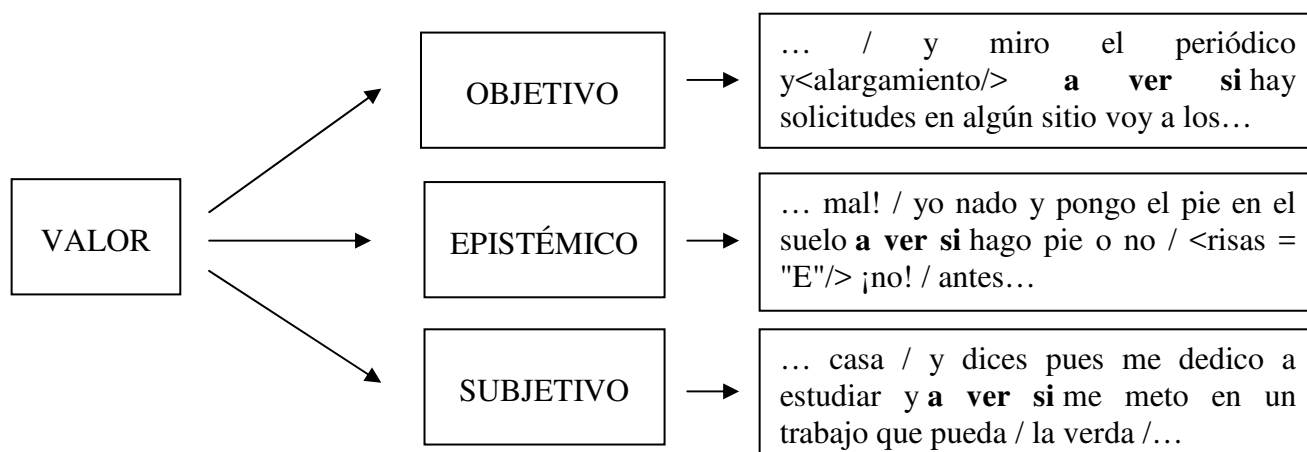 … / y miro el periódico
y<alargamiento/> a ver si hay
solicitudes en algún sitio voy a los…
OBJETIVO
… mal! / yo nado y pongo el pie en el
suelo a ver si hago pie o no / <risas =
"E"/> ¡no! / antes…
VALOR
EPISTÉMICO
… casa / y dices pues me dedico a
estudiar y a ver si me meto en un
trabajo que pueda / la verda /…
SUBJETIVO